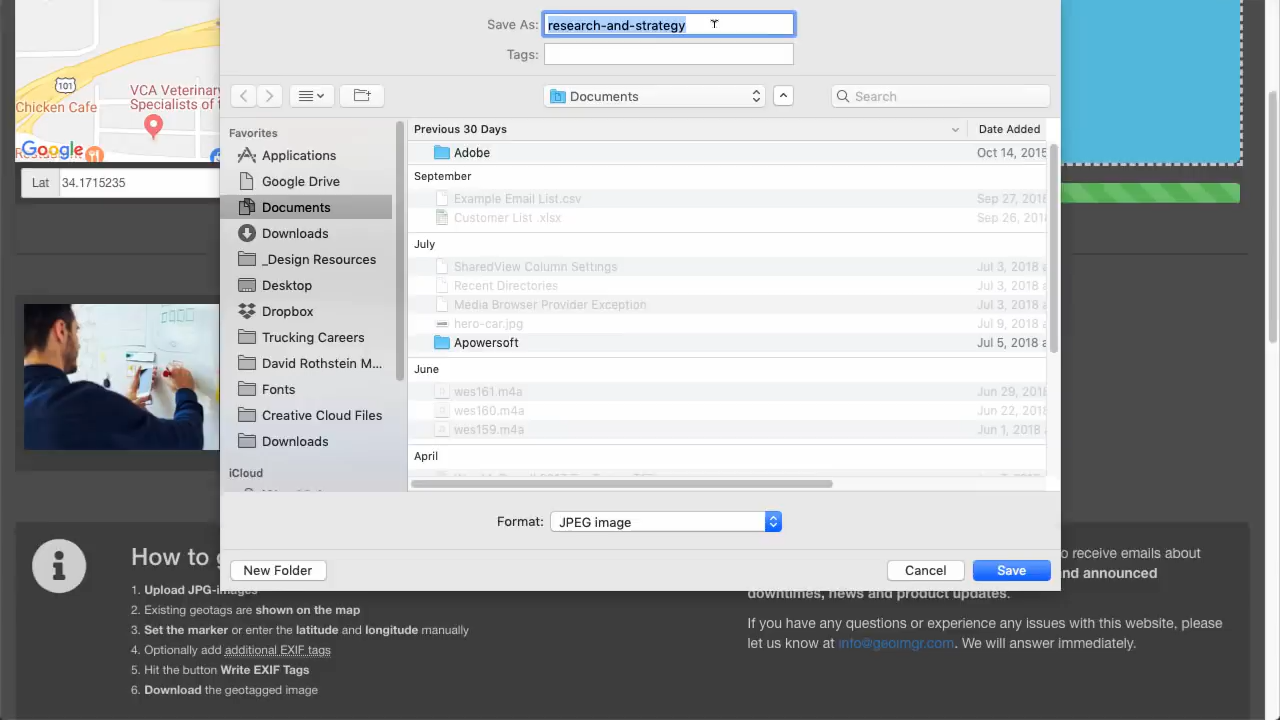 Save As: research-and-strategy
Tags:
Documents
Search
101
Chicken Cafe
VCA Veterinary
Specialists of
Google
Lat 34.1715235
Favorites
Applications
Google Drive
Documents
Downloads
_Design Resources
Desktop
Dropbox
Trucking Careers
David Rothstein M...
Fonts
Creative Cloud Files
Downloads
iCloud
Previous 30 Days Date Added
Adobe Oct 14, 2015
September
Example Email List.csv Sep 27, 201
Customer List .xlsx Sep 26, 201
July
SharedView Column Settings Jul 3, 2018 a
Recent Directories Jul 3, 2018 a
Media Browser Provider Exception Jul 3, 2018 a
hero-car.jpg Jul 9, 2018 a
Apowersoft Jul 5, 2018 a
June
wes161.m4a Jun 29, 201
wes160.m4a Jun 22, 201
wes159.m4a Jun 1, 2018 a
April
Format: JPEG image
New Folder Cancel Save
How to g
1. Upload JPG-images
2. Existing geotags are shown on the map
3. Set the marker or enter the latitude and longitude manually
4. Optionally add additional EXIF tags
5. Hit the button Write EXIF Tags
6. Download the geotagged image
o receive emails about
nd announced
downtimes, news and product updates.
If you have any questions or experience any issues with this website, please
let us know at info@geoimgr.com. We will answer immediately.